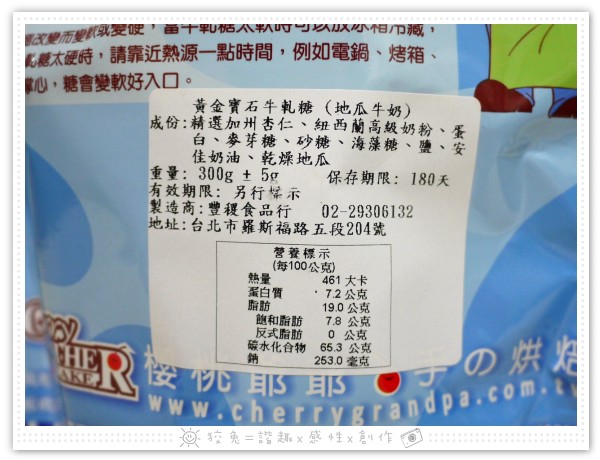 溫改變而變軟或變硬，當牛軋糖太軟時可以放冰箱冷藏，
軋糖太硬時，請靠近熱源一點時間，例如電鍋、烤箱、
掌心，糖會變軟好入口。
黃金寶石牛軋糖（地瓜牛奶）
成份:精選加州杏仁、紐西蘭高級奶粉、蛋
白、麥芽糖、砂糖、海藻糖、鹽、安
佳奶油、乾燥地瓜
重量: 300g ± 5g 保存期限: 180天
有效期限: 另行標示
製造商:豐稷食品行 02-29306132
地址:台北市羅斯福路五段204號
營養標示
(每100公克)
熱量 461 大卡
蛋白質 7.2 公克
脂肪 19.0 公克
飽和脂肪 7.8 公克
反式脂肪 0 公克
碳水化合物 65.3 公克
鈉 253.0 毫克
櫻桃爺爺 手の烘焙
www.cherrygrandpa.com.tw
狡兔=諧趣x感性x創作